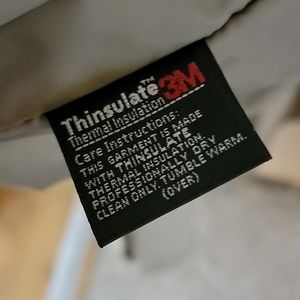 Thinsulate™ 3M
Thermal Insulation
Care Instructions:
THIS GARMENT IS MADE
WITH THINSULATE
THERMAL INSULATION.
PROFESSIONALLY DRY
CLEAN ONLY. TUMBLE WARM.
(OVER)